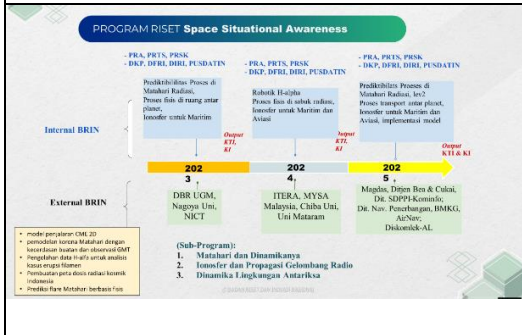 PROGRAM RISET Space Situational Awareness
- PRA, PRTS, PRSK
- DKP, DFRI, DIRI, PUSDATIN
Prediktibilitas Proses di
Matahari Radiasi,
Proses fisis di ruang antar
planet,
Ionosfer untuk Maritim
- PRA, PRTS, PRSK
- DKP, DFRI, DIRI, PUSDATIN
Robotik H-alpha
Proses fisis di sabuk radiasi,
Ionosfer untuk Maritim dan
Aviasi
- PRA, PRTS, PRSK
- DKP, DFRI, DIRI, PUSDATIN
Prediktibilats Proeses di
Matahari Radiasi, lev2
Proses transport antar planet,
Ionosfer untuk Maritim dan
Aviasi, implementasi model
Internal BRIN
Output
KTI,
KI
Output
KTI,
KI
Output
KTI & KI
202
3
202
4
202
5
External BRIN
DBR UGM,
Nagoya Uni,
NICT
ITERA, MYSA
Malaysia, Chiba Uni,
Uni Mataram
Magdas, Ditjen Bea & Cukai,
Dit. SDPPI-Kominfo;
Dit. Nav. Penerbangan, BMKG,
AirNav;
Diskomlek-AL
• model penjalaran CME 2D
• pemodelan korona Matahari dengan
kecerdasan buatan dan observasi GMT
• Pengolahan data H-alfa untuk analisis
kasus erupsi filamen
• Pembuatan peta dosis radiasi kosmik
Indonesia
• Prediksi flare Matahari berbasis fisis
(Sub-Program):
1. Matahari dan Dinamikanya
2. Ionosfer dan Propagasi Gelombang Radio
3. Dinamika Lingkungan Antariksa